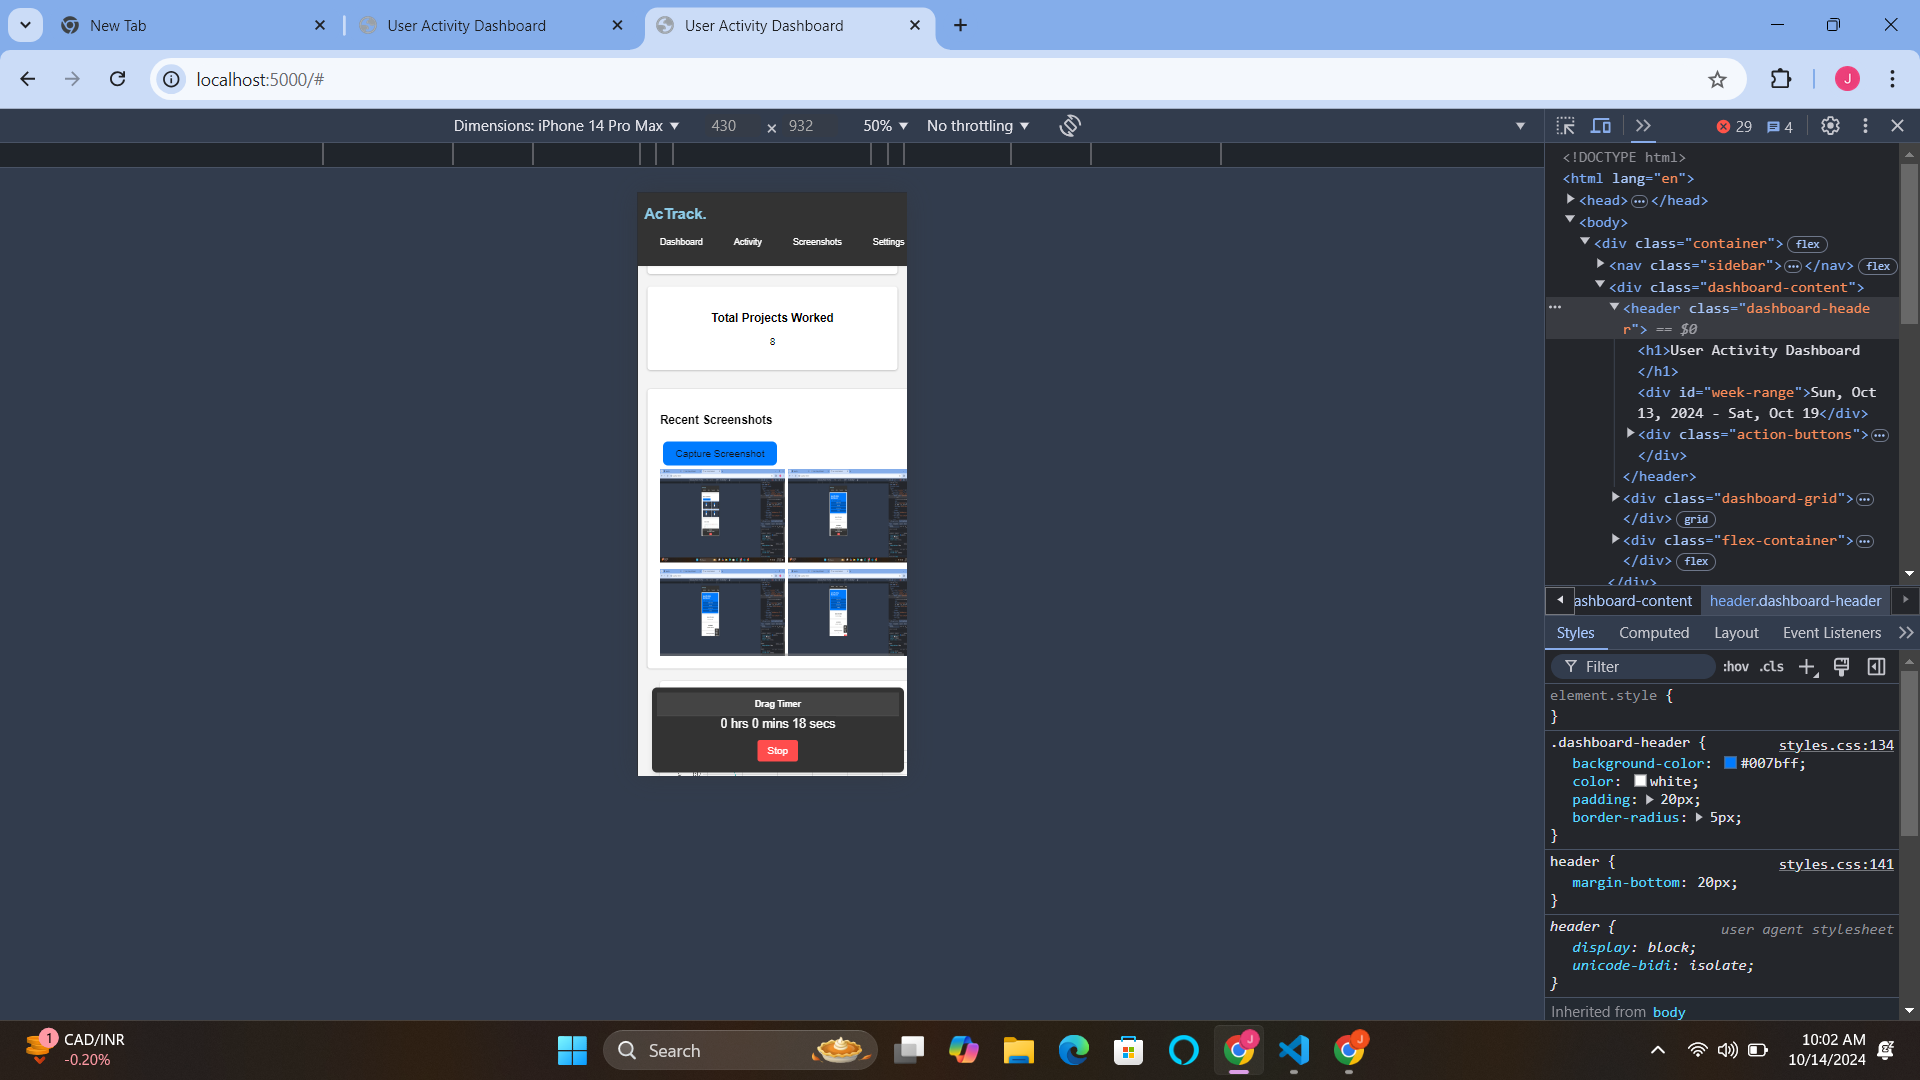 New Tab
User Activity Dashboard
User Activity Dashboard
localhost:5000/#
J
Dimensions: iPhone 14 Pro Max
430
×
932
50%
No throttling
29
4
AcTrack.
Dashboard
Activity
Screenshots
Settings
Total Projects Worked
8
Recent Screenshots
Capture Screenshot
Drag Timer
0 hrs 0 mins 18 secs
Stop
<!DOCTYPE html>
<html lang="en">
<head> ··· </head>
<body>
<div class="container"> flex
<nav class="sidebar"> ··· </nav> flex
<div class="dashboard-content">
··· <header class="dashboard-heade
r"> == $0
<h1>User Activity Dashboard
</h1>
<div id="week-range">Sun, Oct
13, 2024 - Sat, Oct 19</div>
<div class="action-buttons"> ···
</div>
</header>
<div class="dashboard-grid"> ···
</div> grid
<div class="flex-container"> ···
</div> flex
</div>
ashboard-content
header.dashboard-header
Styles
Computed
Layout
Event Listeners
Filter
:hov
.cls
element.style {
}
.dashboard-header {
styles.css:134
background-color: #007bff;
color: white;
padding: 20px;
border-radius: 5px;
}
header {
styles.css:141
margin-bottom: 20px;
}
header {
user agent stylesheet
display: block;
unicode-bidi: isolate;
}
Inherited from body
1
CAD/INR
-0.20%
Search
J
J
10:02 AM
10/14/2024